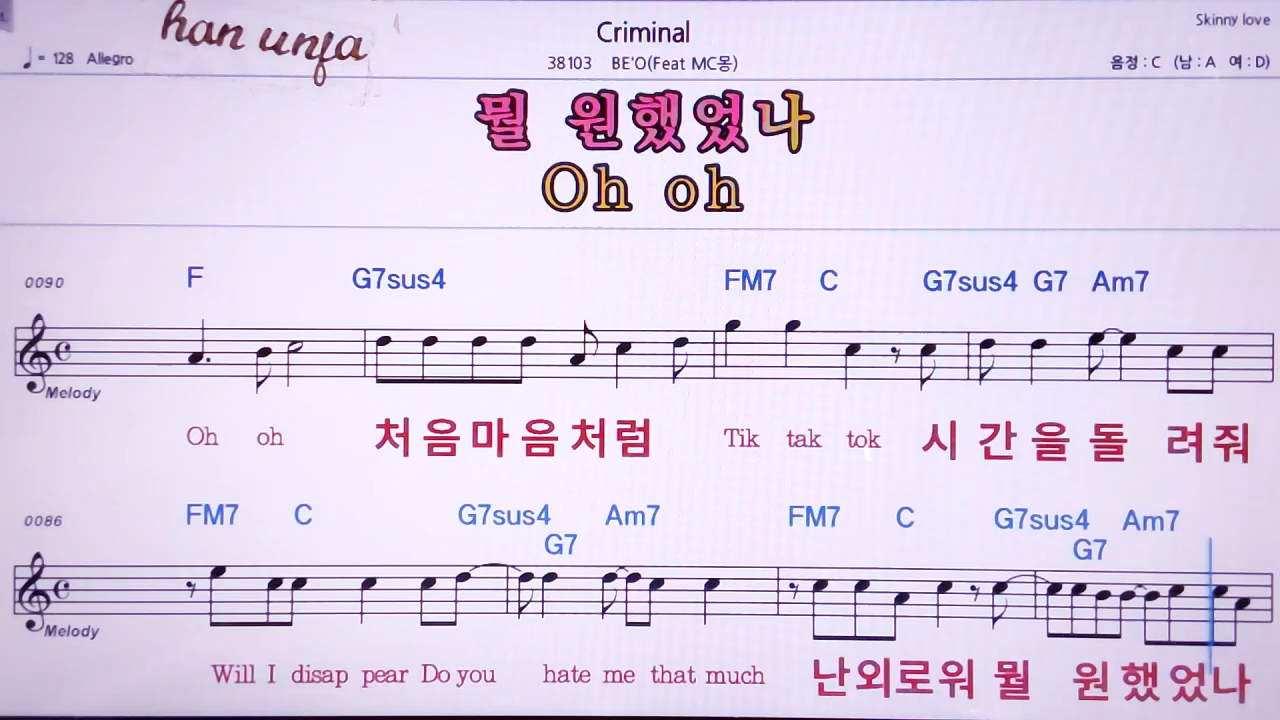 han unja
Criminal
Skinny love
♩ = 128 Allegro
38103 BE'O(Feat MC몽)
음정 : C (남 : A 여 : D)
뭘 원했었나
Oh oh
0090 F G7sus4 FM7 C G7sus4 G7 Am7
Melody
Oh oh 처음마음처럼 Tik tak tok 시간을돌 려줘
0086 FM7 C G7sus4 Am7 FM7 C G7sus4 Am7
G7 G7
Melody
Will I disap pear Do you hate me that much 난외로워 뭘 원했었나